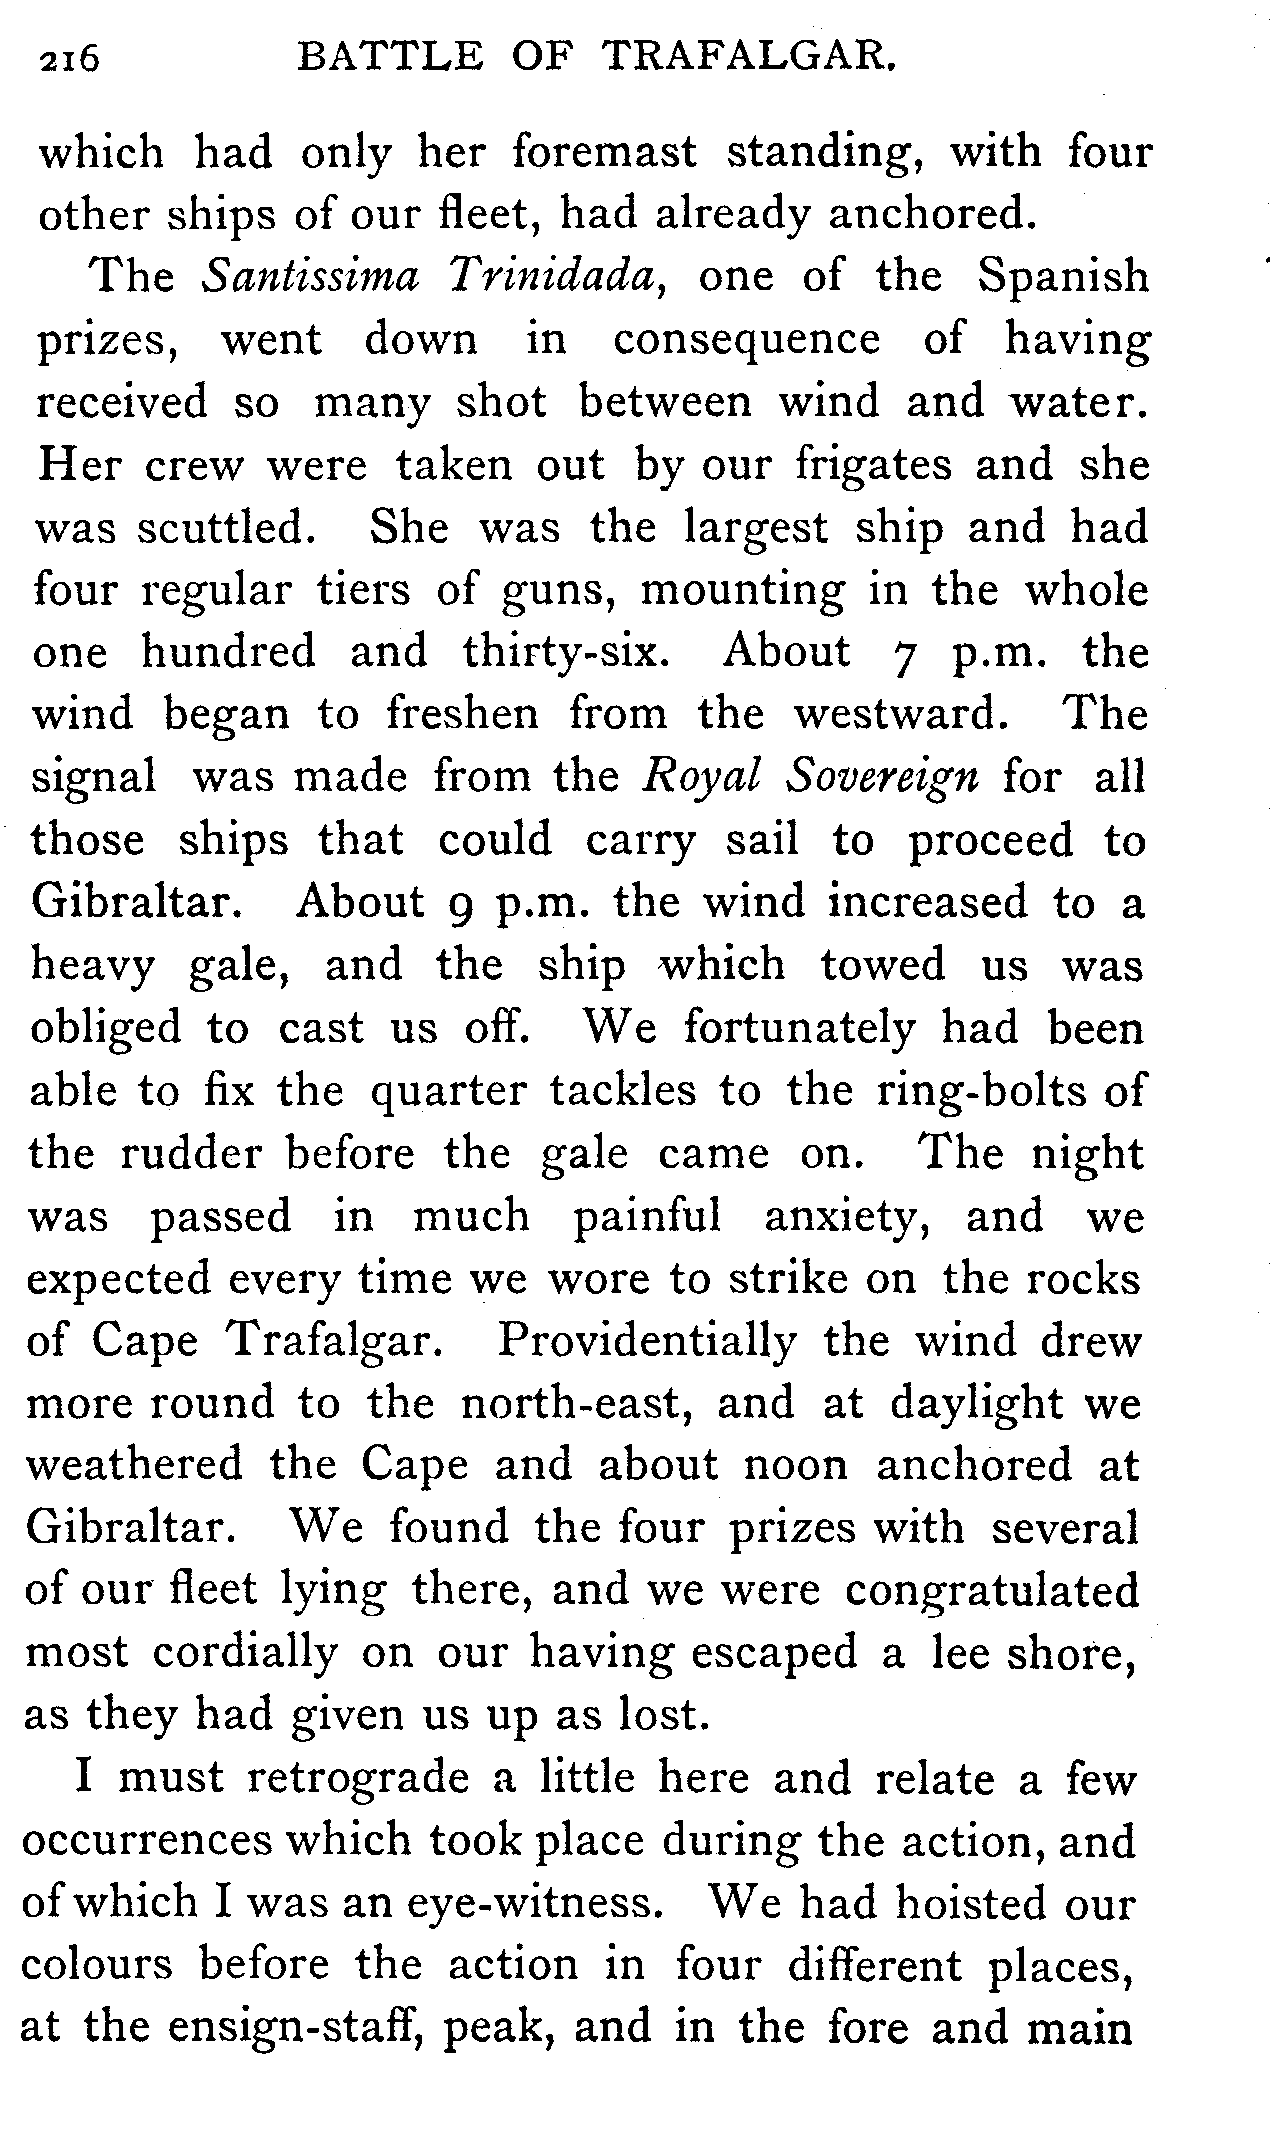 216 BATTLE OF TRAFALGAR.
which had only her foremast standing, with four
other ships of our fleet, had already anchored.
The Santissima Trinidada, one of the Spanish
prizes, went down in consequence of having
received so many shot between wind and water.
Her crew were taken out by our frigates and she
was scuttled. She was the largest ship and had
four regular tiers of guns, mounting in the whole
one hundred and thirty-six. About 7 p.m. the
wind began to freshen from the westward. The
signal was made from the Royal Sovereign for all
those ships that could carry sail to proceed to
Gibraltar. About 9 p.m. the wind increased to a
heavy gale, and the ship which towed us was
obliged to cast us off. We fortunately had been
able to fix the quarter tackles to the ring-bolts of
the rudder before the gale came on. The night
was passed in much painful anxiety, and we
expected every time we wore to strike on the rocks
of Cape Trafalgar. Providentially the wind drew
more round to the north-east, and at daylight we
weathered the Cape and about noon anchored at
Gibraltar. We found the four prizes with several
of our fleet lying there, and we were congratulated
most cordially on our having escaped a lee shore,
as they had given us up as lost.
I must retrograde a little here and relate a few
occurrences which took place during the action, and
of which I was an eye-witness. We had hoisted our
colours before the action in four different places,
at the ensign-staff, peak, and in the fore and main